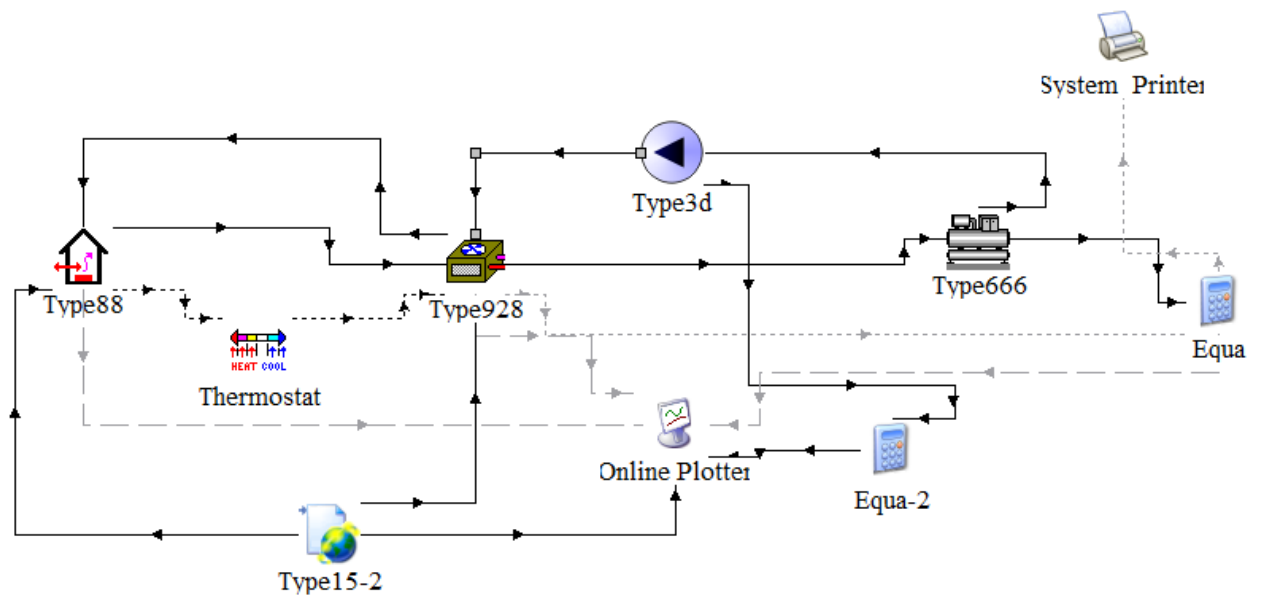 System Printer
Type3d
Type666
Type88
Type928
Equa
HEAT COOL
Thermostat
Online Plotter
Equa-2
Type15-2